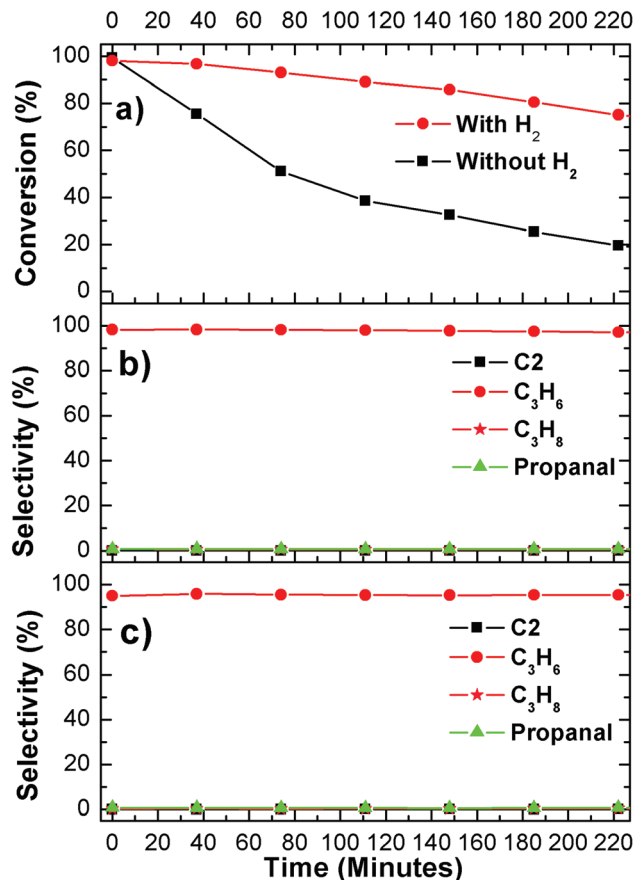 0 20 40 60 80 100 120 140 160 180 200 220
100
80
60
40
20
0
Conversion (%)
a)
With H₂
Without H₂
100
80
60
40
20
0
Selectivity (%)
b)
C2
C₃H₆
C₃H₈
Propanal
100
80
60
40
20
0
Selectivity (%)
c)
C2
C₃H₆
C₃H₈
Propanal
0 20 40 60 80 100 120 140 160 180 200 220
Time (Minutes)